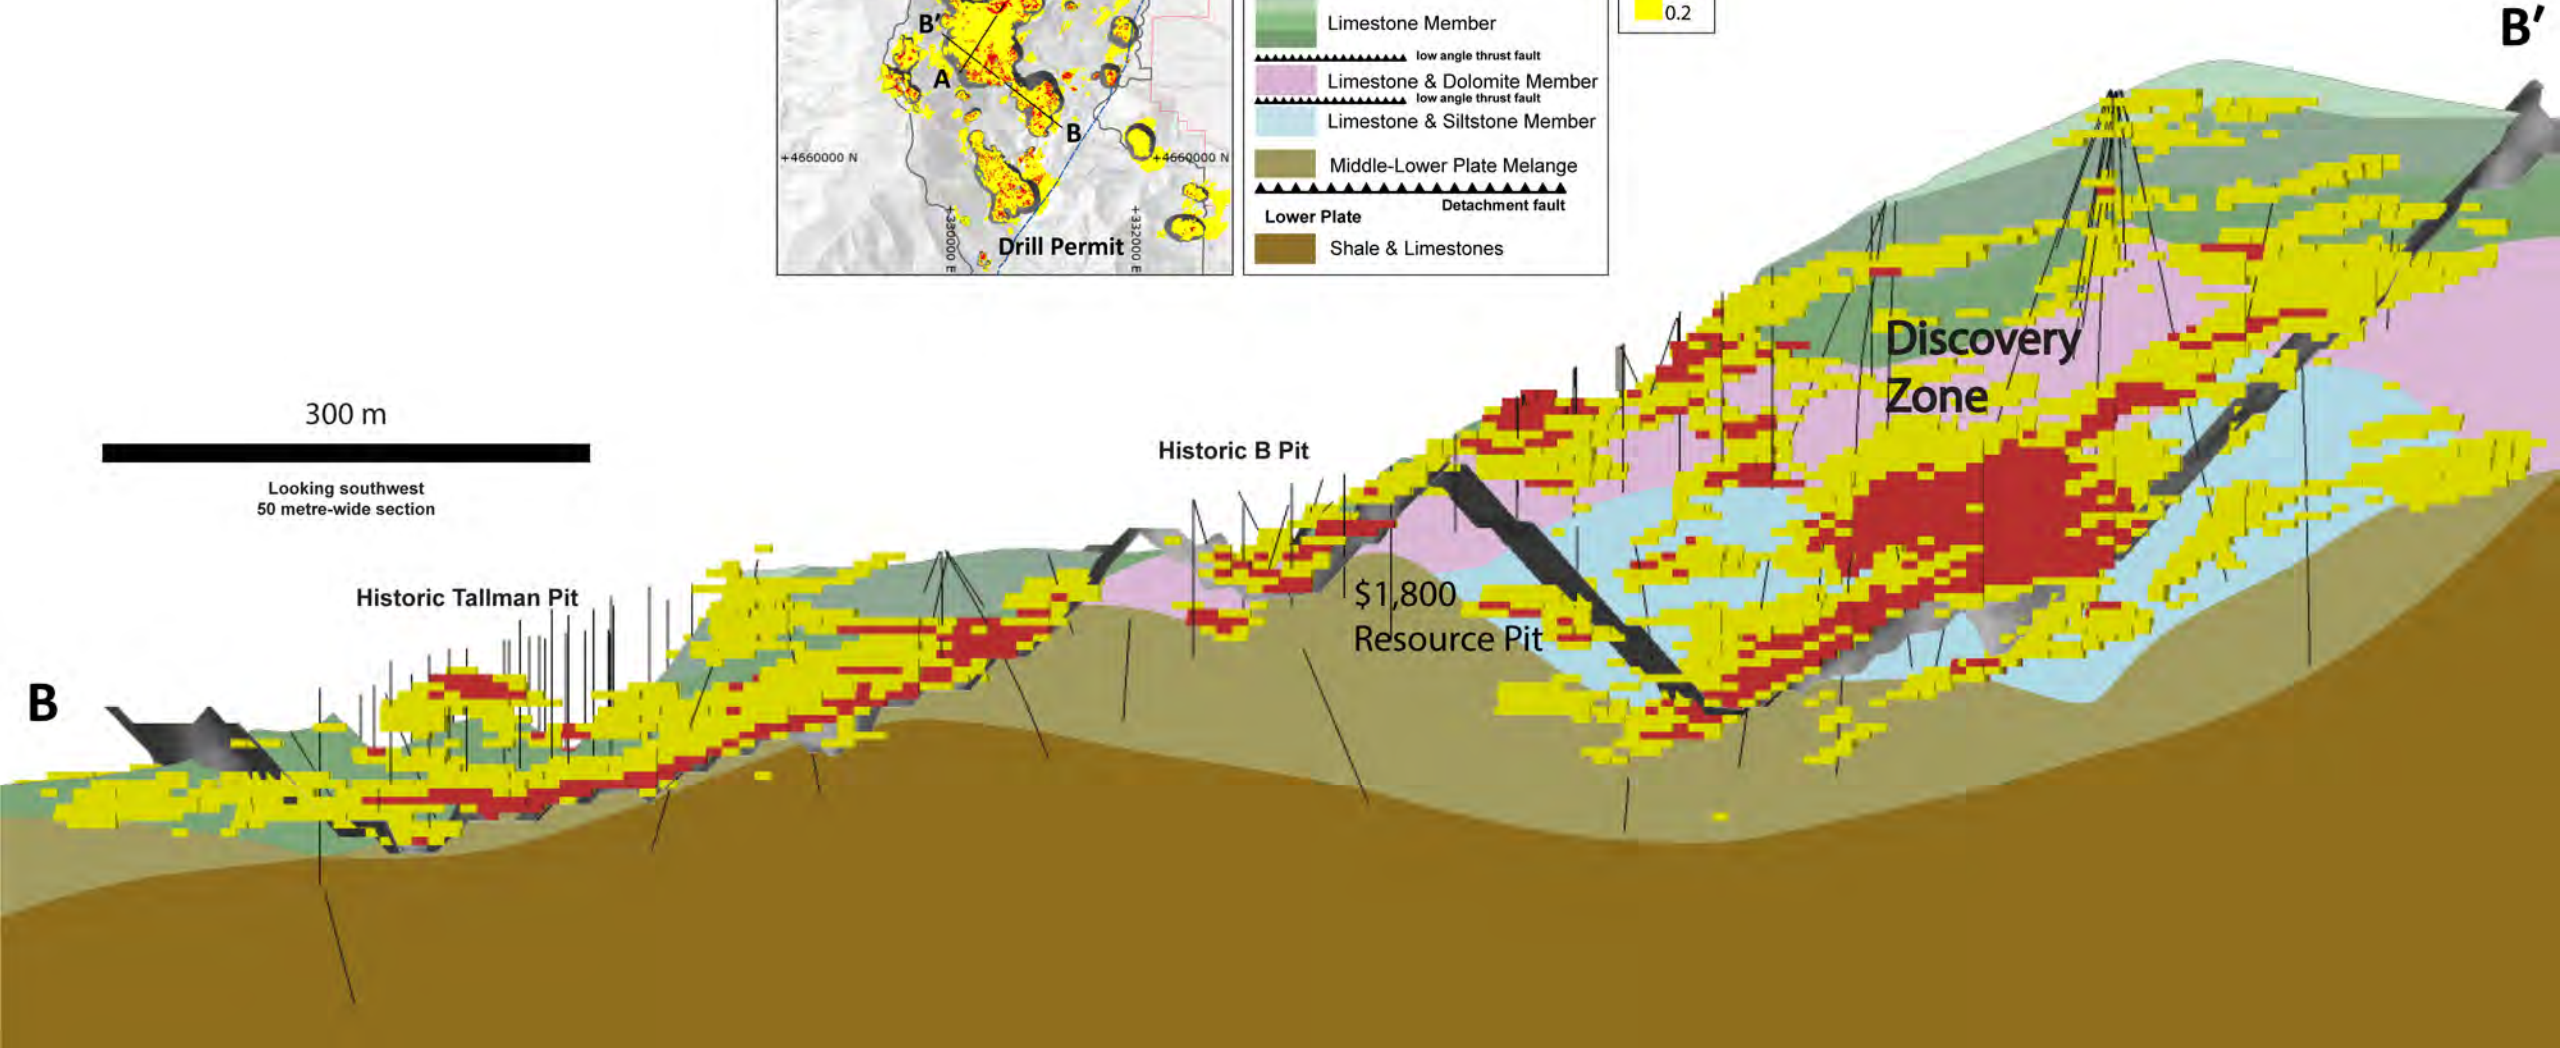 B'
A
B
+4660000 N
+4660000 N
+330000 E
+332000 E
Drill Permit
Limestone Member
low angle thrust fault
Limestone & Dolomite Member
low angle thrust fault
Limestone & Siltstone Member
Middle-Lower Plate Melange
Detachment fault
Lower Plate
Shale & Limestones
0.2
B'
300 m
Looking southwest
50 metre-wide section
Historic Tallman Pit
Historic B Pit
Discovery
Zone
$1,800
Resource Pit
B